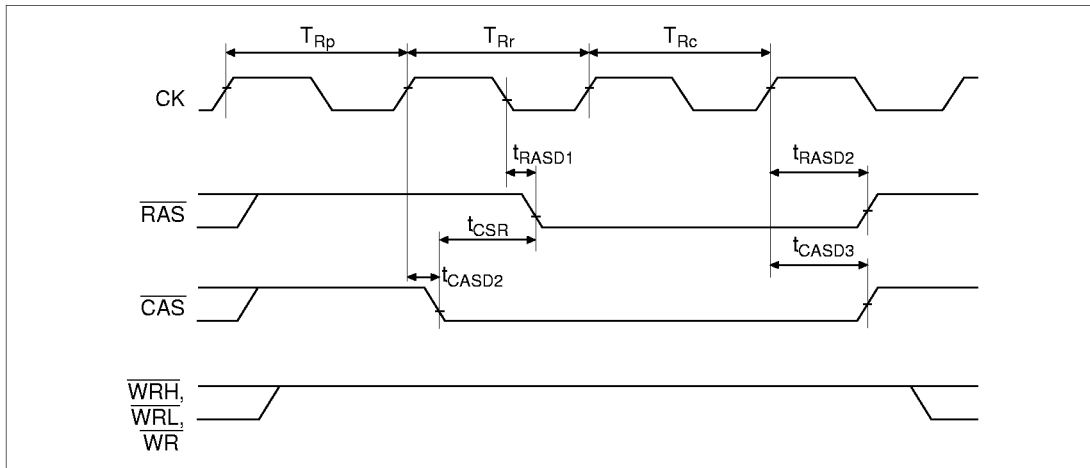 TRp TRr TRc
CK
tRASD1 tRASD2
RAS
tCSR
tCASD3
tCASD2
CAS
WRH,
WRL,
WR